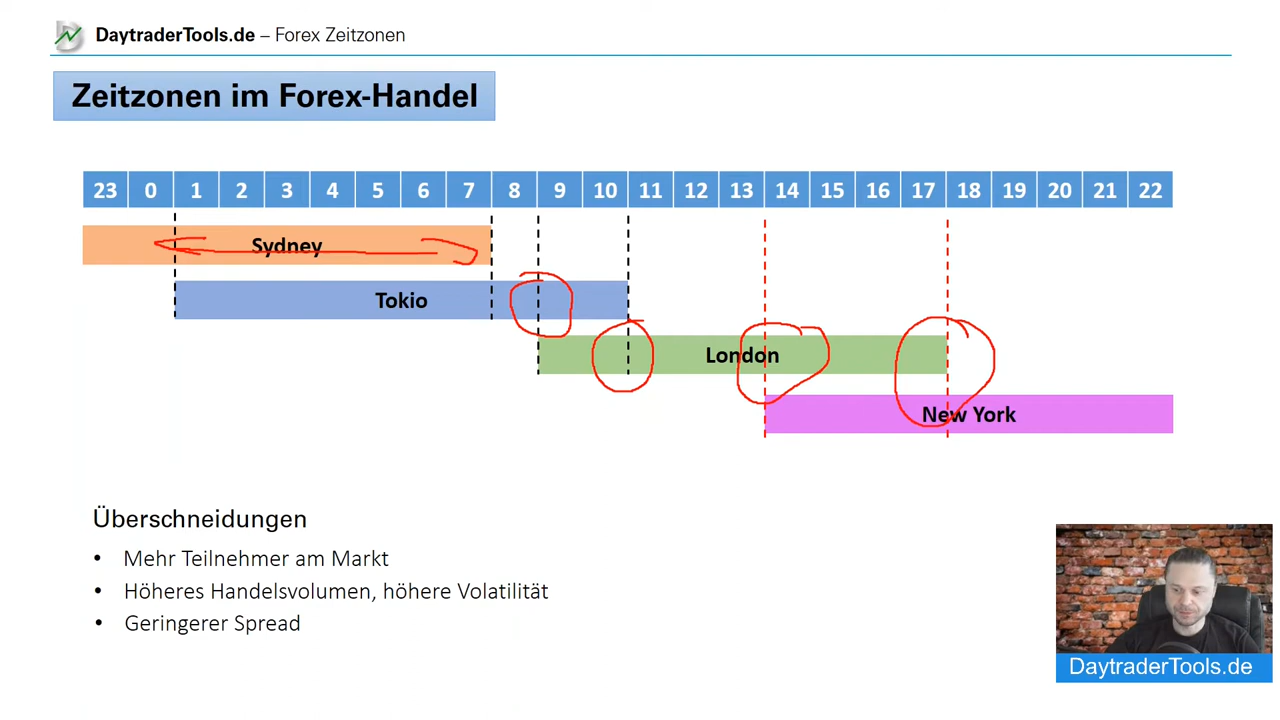 DaytraderTools.de – Forex Zeitzonen
Zeitzonen im Forex-Handel
23 0 1 2 3 4 5 6 7 8 9 10 11 12 13 14 15 16 17 18 19 20 21 22
Sydney
Tokio
London
New York
Überschneidungen
• Mehr Teilnehmer am Markt
• Höheres Handelsvolumen, höhere Volatilität
• Geringerer Spread
DaytraderTools.de